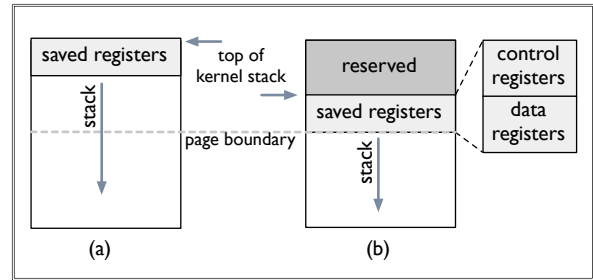 saved registers
stack
(a)
top of
kernel stack
page boundary
reserved
saved registers
stack
(b)
control
registers
data
registers